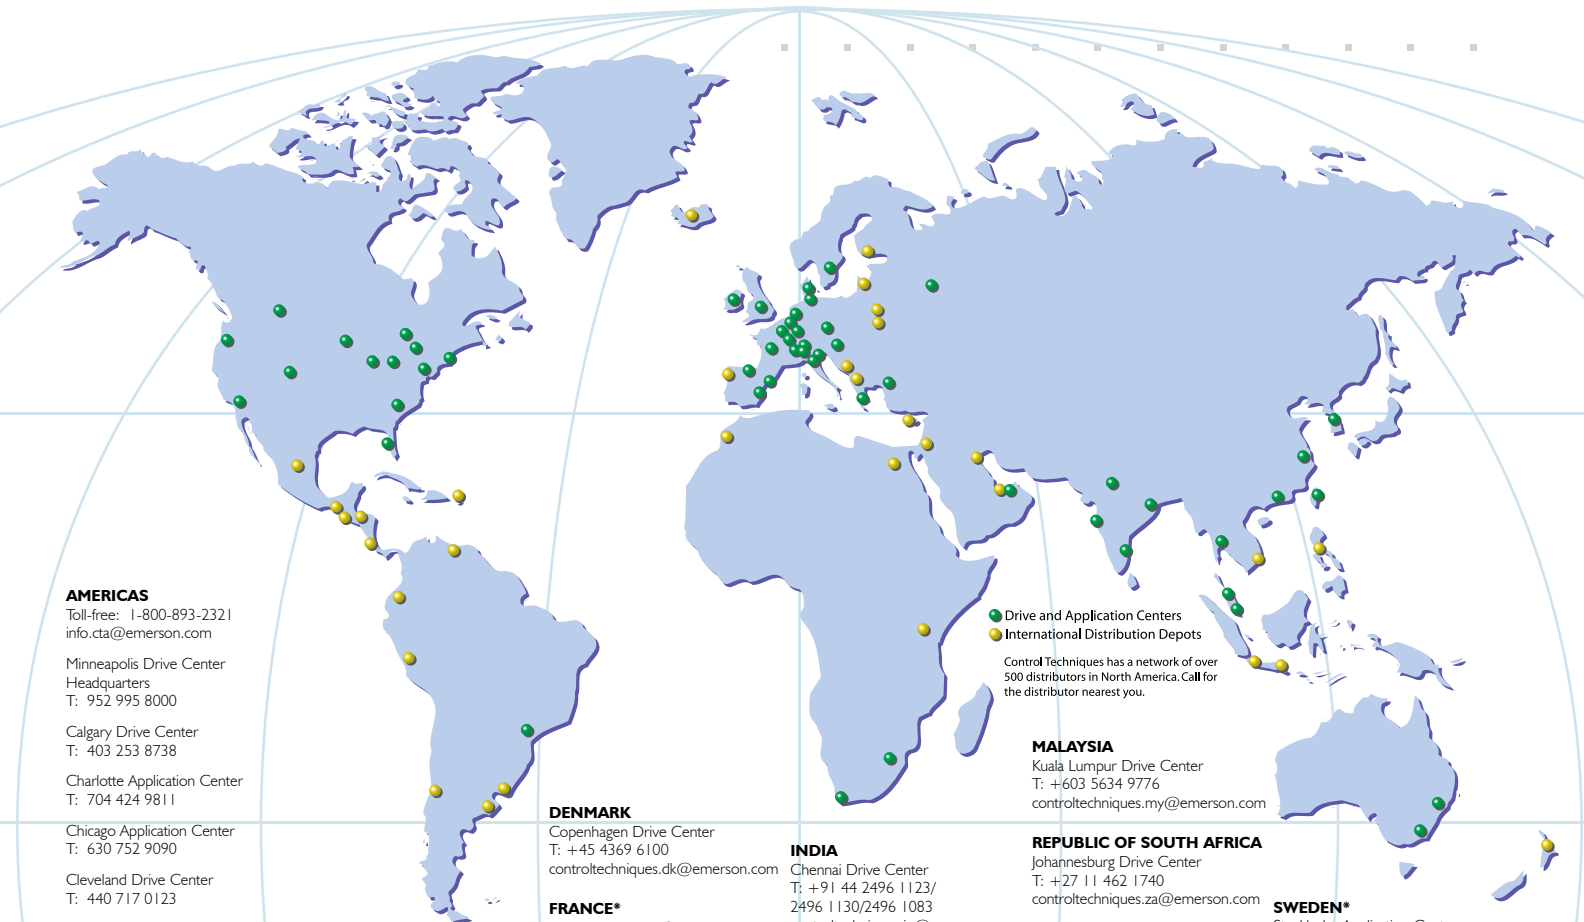 AMERICAS
Toll-free: 1-800-893-2321
info.cta@emerson.com
Minneapolis Drive Center
Headquarters
T: 952 995 8000
Calgary Drive Center
T: 403 253 8738
Charlotte Application Center
T: 704 424 9811
Chicago Application Center
T: 630 752 9090
Cleveland Drive Center
T: 440 717 0123
DENMARK
Copenhagen Drive Center
T: +45 4369 6100
controltechniques.dk@emerson.com
FRANCE*
INDIA
Chennai Drive Center
T: +91 44 2496 1123/
2496 1130/2496 1083
Drive and Application Centers
International Distribution Depots
Control Techniques has a network of over
500 distributors in North America. Call for
the distributor nearest you.
MALAYSIA
Kuala Lumpur Drive Center
T: +603 5634 9776
controltechniques.my@emerson.com
REPUBLIC OF SOUTH AFRICA
Johannesburg Drive Center
T: +27 11 462 1740
controltechniques.za@emerson.com
SWEDEN*